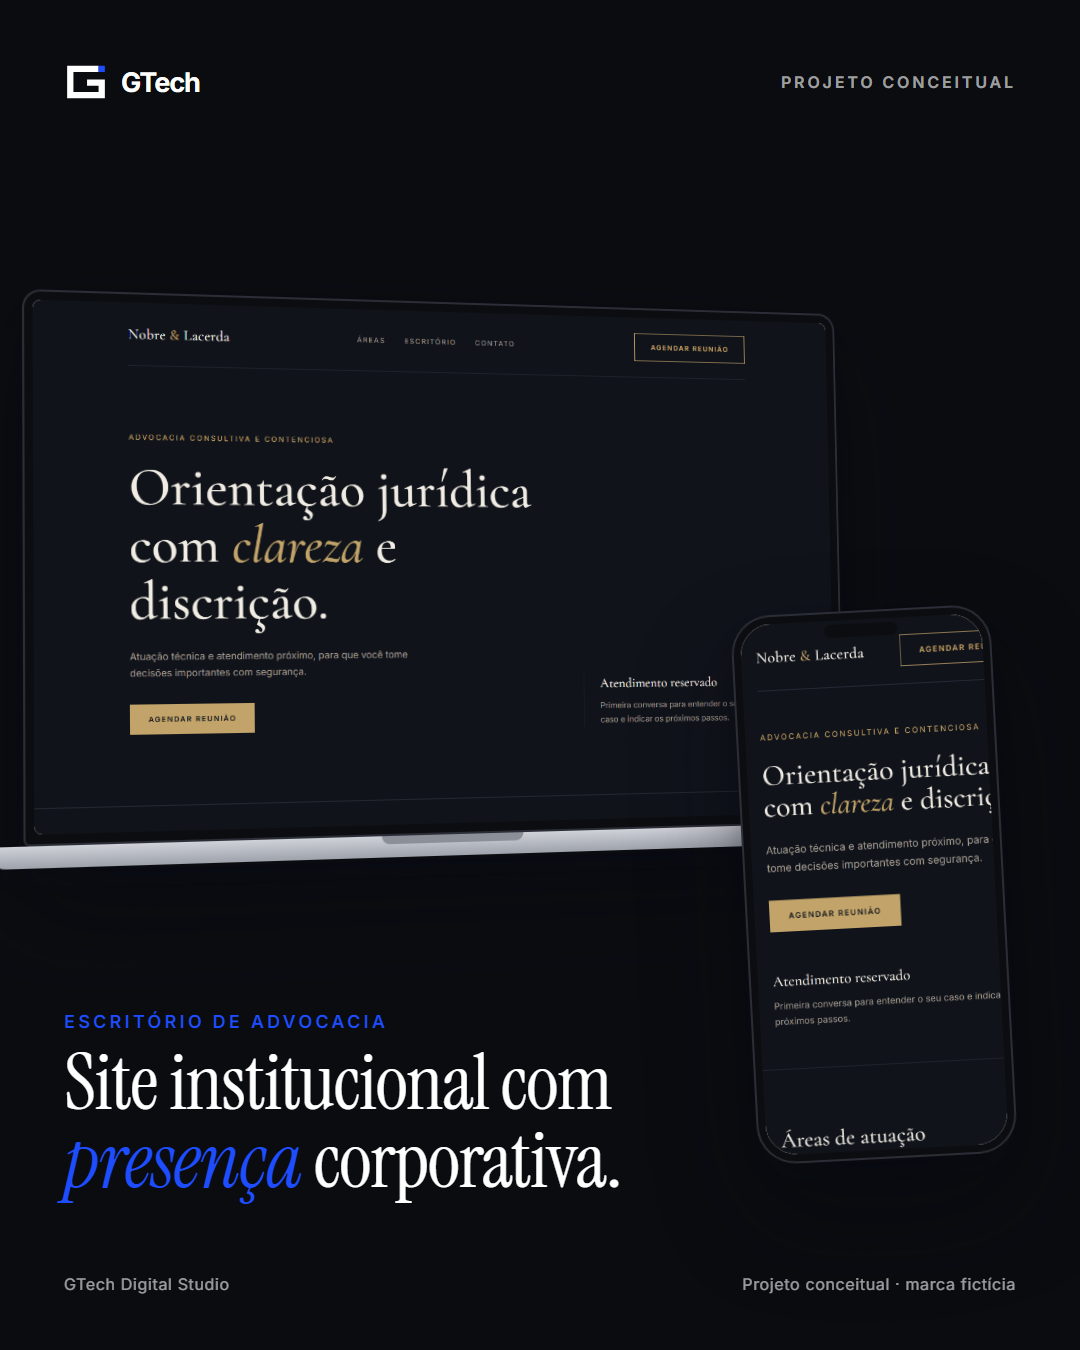 GTech
PROJETO CONCEITUAL
Nobre & Lacerda
ÁREAS ESCRITÓRIO CONTATO
AGENDAR REUNIÃO
ADVOCACIA CONSULTIVA E CONTENCIOSA
Orientação jurídica
com clareza e
discrição.
Atuação técnica e atendimento próximo, para que você tome
decisões importantes com segurança.
AGENDAR REUNIÃO
Atendimento reservado
Primeira conversa para entender o s
caso e indicar os próximos passos.
Nobre & Lacerda
AGENDAR REU
ADVOCACIA CONSULTIVA E CONTENCIOSA
Orientação jurídica
com clareza e discriç
Atuação técnica e atendimento próximo, para
tome decisões importantes com segurança.
AGENDAR REUNIÃO
Atendimento reservado
Primeira conversa para entender o seu caso e indica
próximos passos.
Áreas de atuação
ESCRITÓRIO DE ADVOCACIA
Site institucional com
presença corporativa.
GTech Digital Studio
Projeto conceitual · marca fictícia